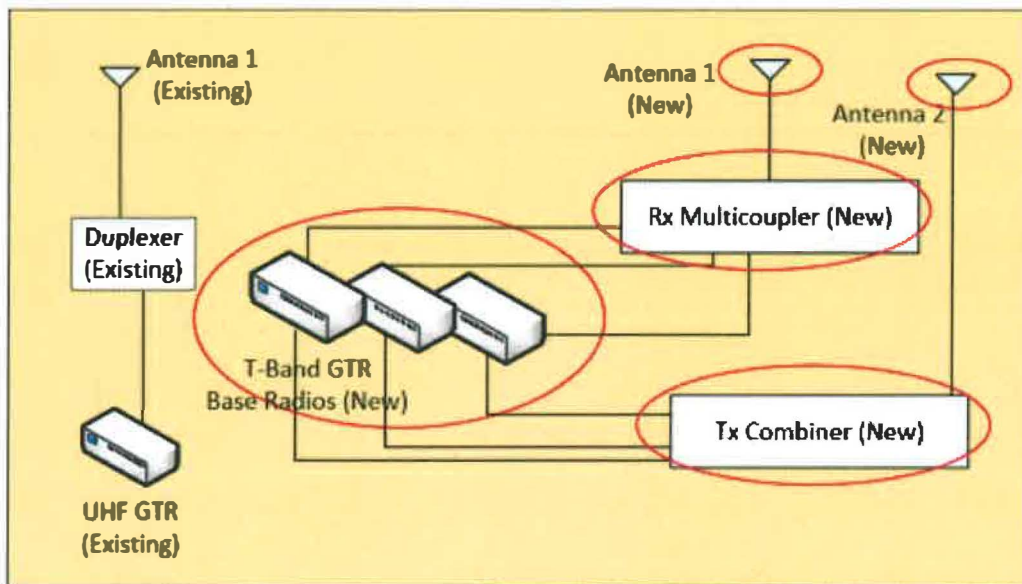 Antenna 1
(Existing)
Duplexer
(Existing)
UHF GTR
(Existing)
T-Band GTR
Base Radios (New)
Antenna 1
(New)
Antenna 2
(New)
Rx Multicoupler (New)
Tx Combiner (New)